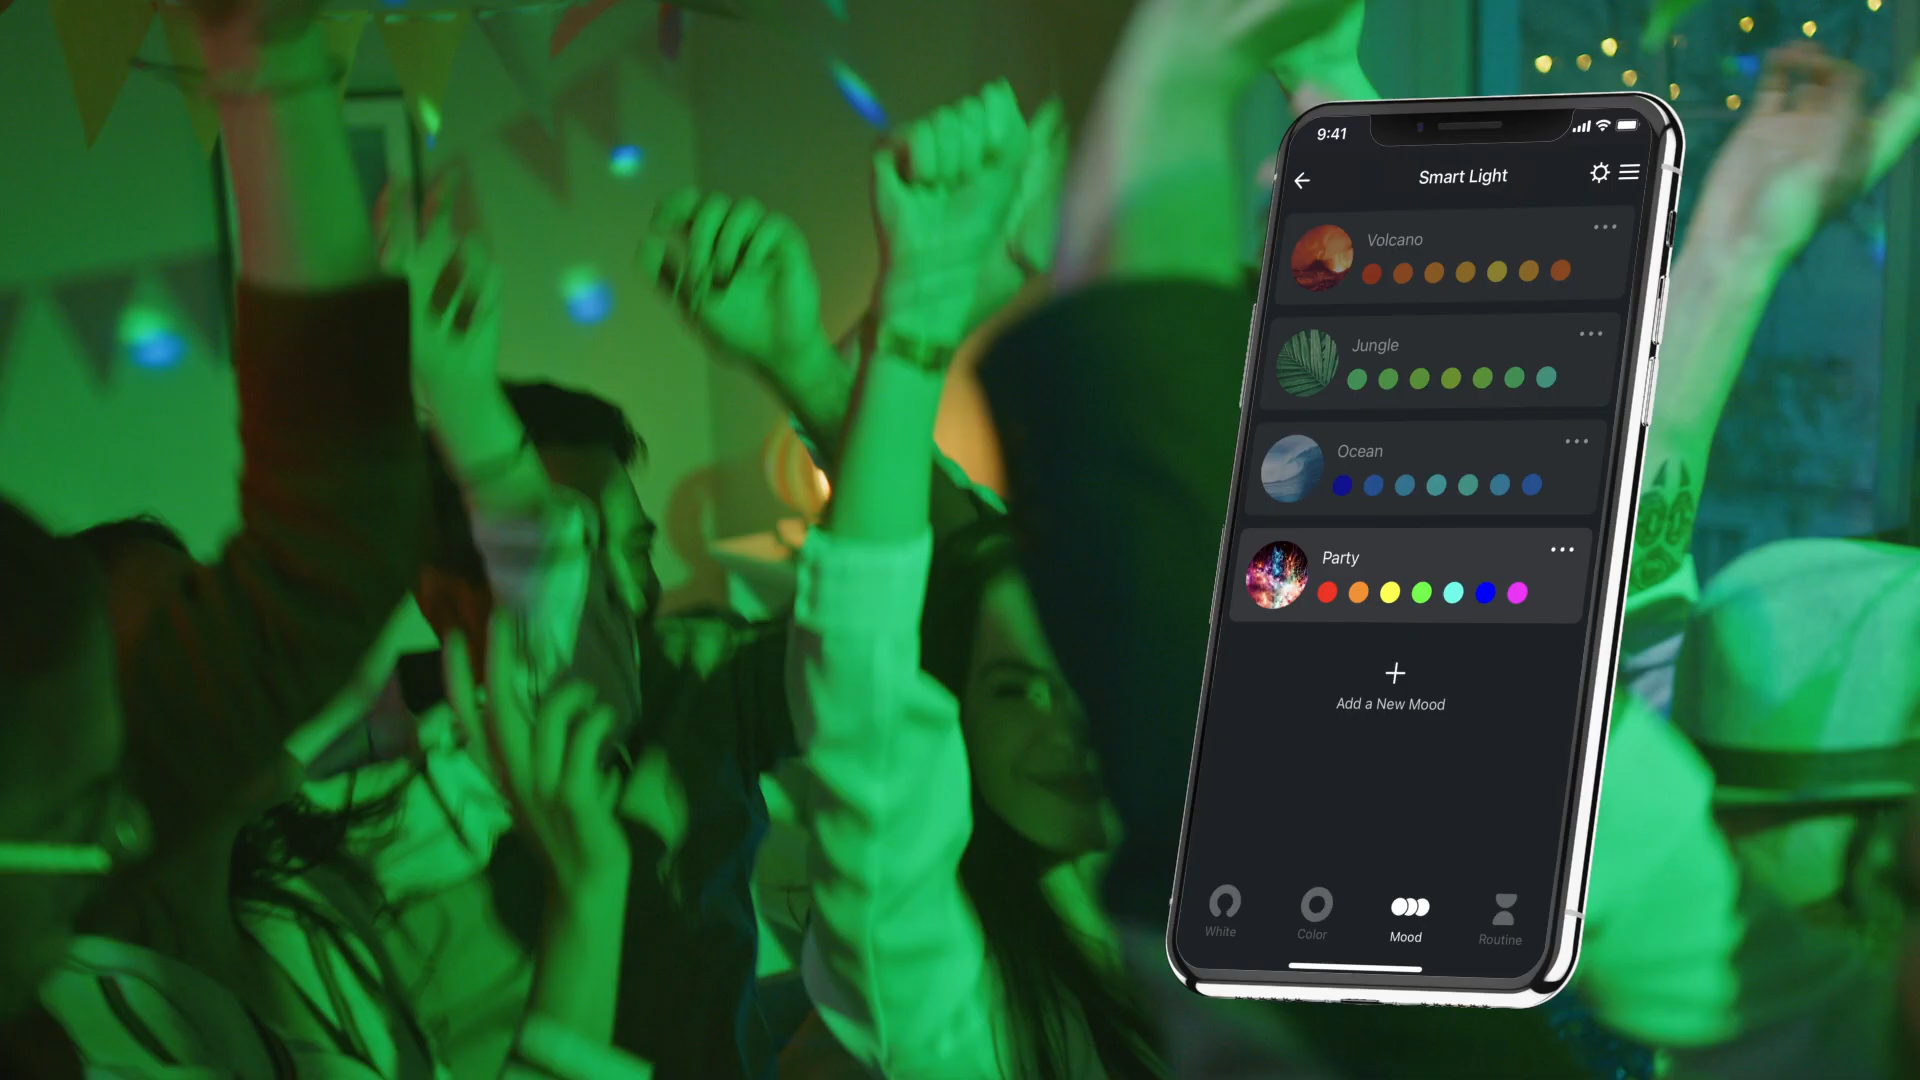 9:41
Smart Light
Volcano
Jungle
Ocean
Party
Add a New Mood
White
Color
Mood
Routine